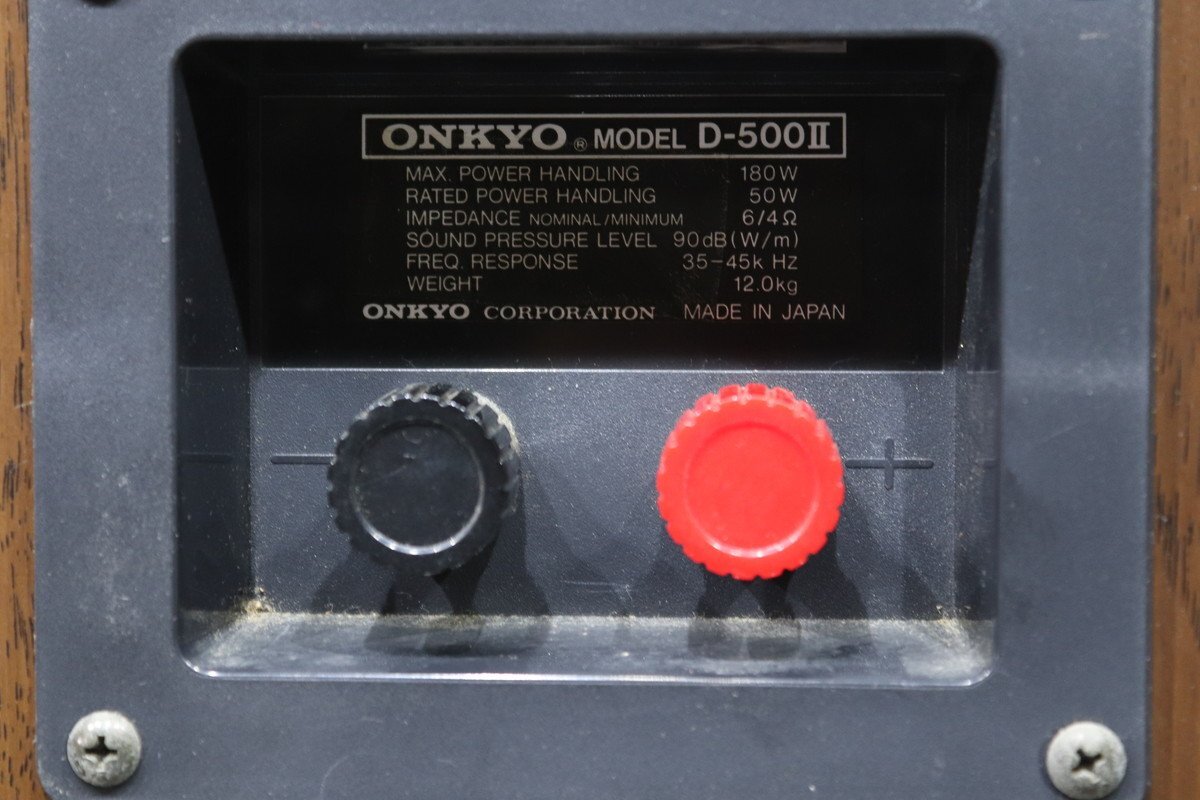 ONKYO® MODEL D-500II
MAX. POWER HANDLING 180W
RATED POWER HANDLING 50W
IMPEDANCE NOMINAL/MINIMUM 6/4Ω
SOUND PRESSURE LEVEL 90dB(W/m)
FREQ. RESPONSE 35-45k Hz
WEIGHT 12.0kg
ONKYO CORPORATION MADE IN JAPAN
− +